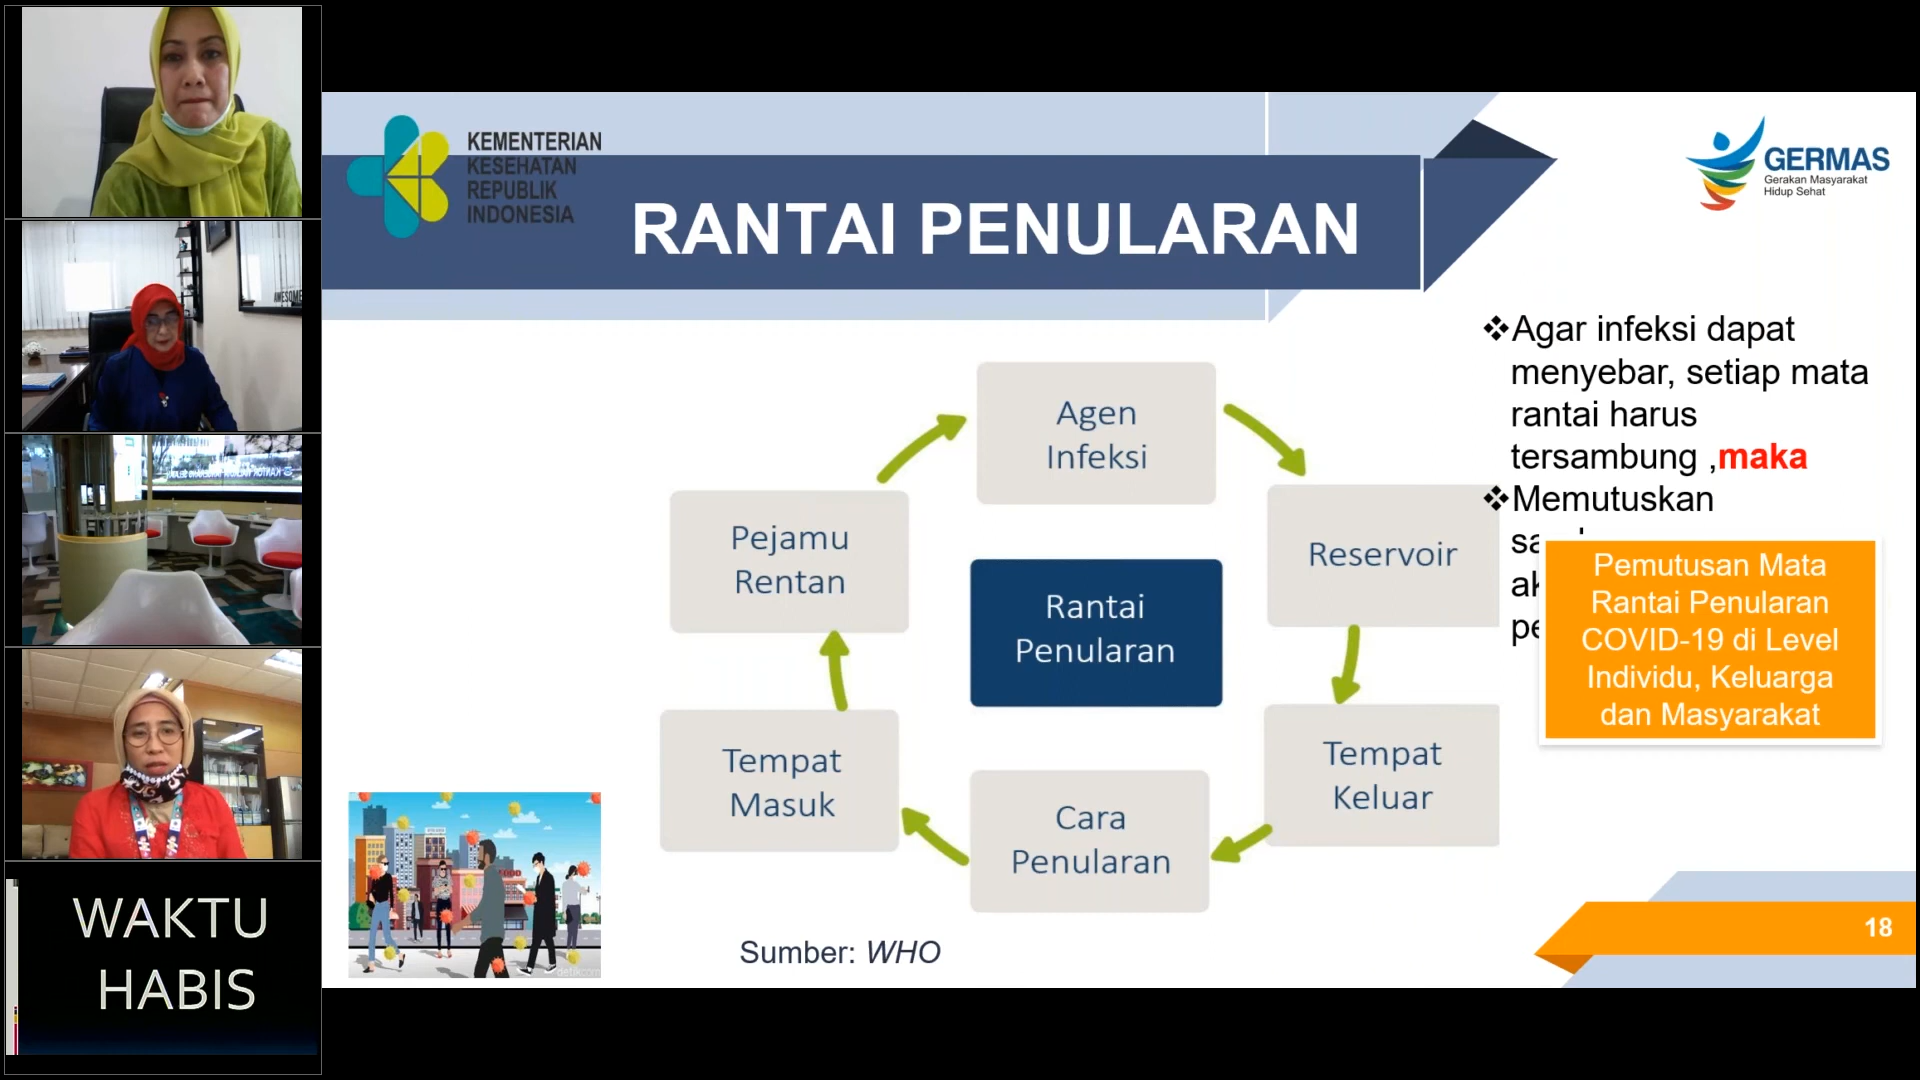 KEMENTERIAN
KESEHATAN
REPUBLIK
INDONESIA
RANTAI PENULARAN
GERMAS
Gerakan Masyarakat
Hidup Sehat
❖Agar infeksi dapat
menyebar, setiap mata
rantai harus
tersambung ,maka
❖Memutuskan
Pemutusan Mata
Rantai Penularan
COVID-19 di Level
Individu, Keluarga
dan Masyarakat
Agen
Infeksi
Reservoir
Tempat
Keluar
Cara
Penularan
Tempat
Masuk
Pejamu
Rentan
Rantai
Penularan
Sumber: WHO
detikcom
18
AWESOME
WAKTU
HABIS